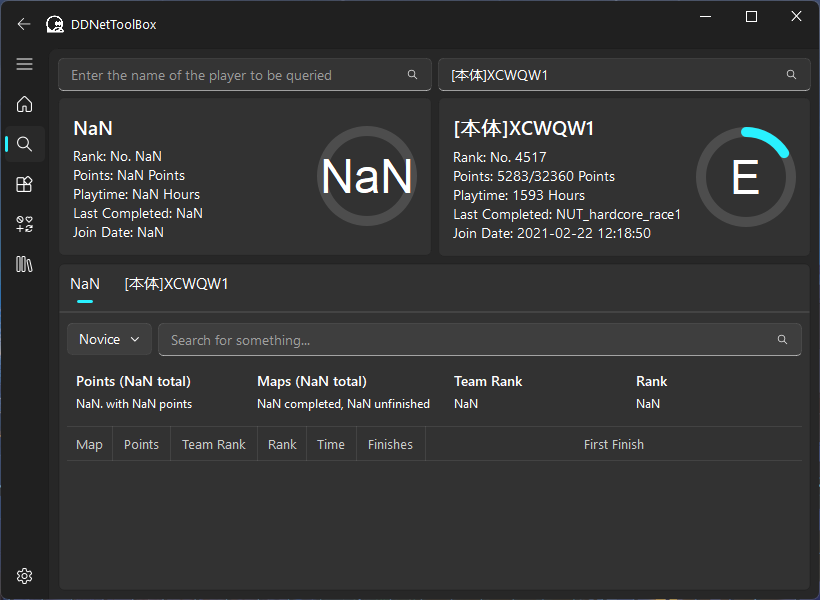 DDNetToolBox
Enter the name of the player to be queried
[本体]XCWQW1
NaN
Rank: No. NaN
Points: NaN Points
Playtime: NaN Hours
Last Completed: NaN
Join Date: NaN
NaN
[本体]XCWQW1
Rank: No. 4517
Points: 5283/32360 Points
Playtime: 1593 Hours
Last Completed: NUT_hardcore_race1
Join Date: 2021-02-22 12:18:50
E
NaN [本体]XCWQW1
Novice
Search for something...
Points (NaN total) Maps (NaN total) Team Rank Rank
NaN. with NaN points NaN completed, NaN unfinished NaN NaN
Map Points Team Rank Rank Time Finishes First Finish